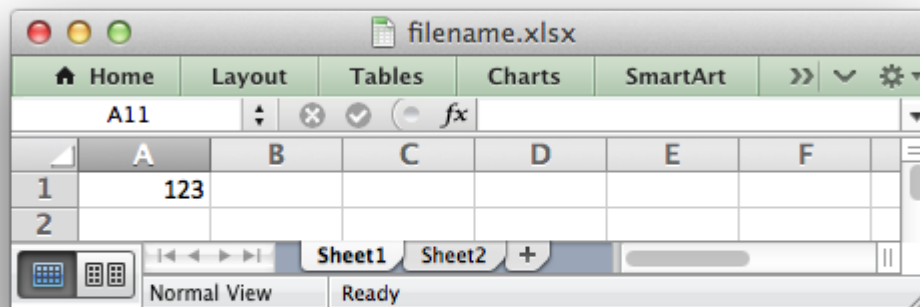 filename.xlsx
Home Layout Tables Charts SmartArt
A11 fx
A B C D E F
1 123
2
Sheet1 Sheet2 +
Normal View Ready